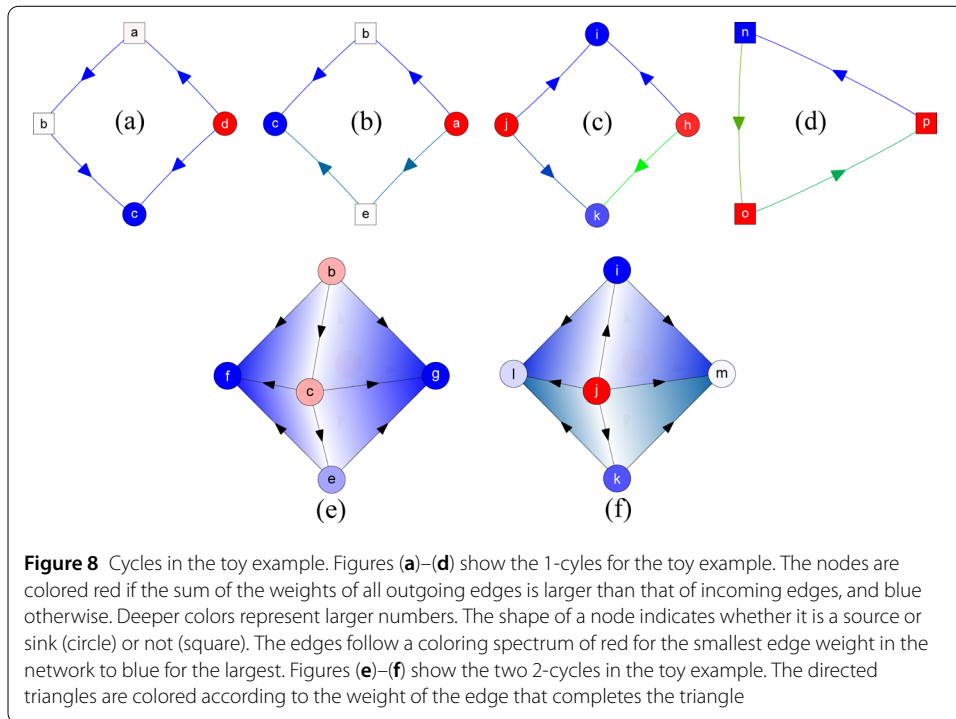 a
b
(a)
d
c
b
c
(b)
a
e
i
j
(c)
h
k
n
(d)
p
o
b
f
g
c
e
(e)
i
l
m
j
k
(f)
Figure 8 Cycles in the toy example. Figures (a)–(d) show the 1-cyles for the toy example. The nodes are
colored red if the sum of the weights of all outgoing edges is larger than that of incoming edges, and blue
otherwise. Deeper colors represent larger numbers. The shape of a node indicates whether it is a source or
sink (circle) or not (square). The edges follow a coloring spectrum of red for the smallest edge weight in the
network to blue for the largest. Figures (e)–(f) show the two 2-cycles in the toy example. The directed
triangles are colored according to the weight of the edge that completes the triangle